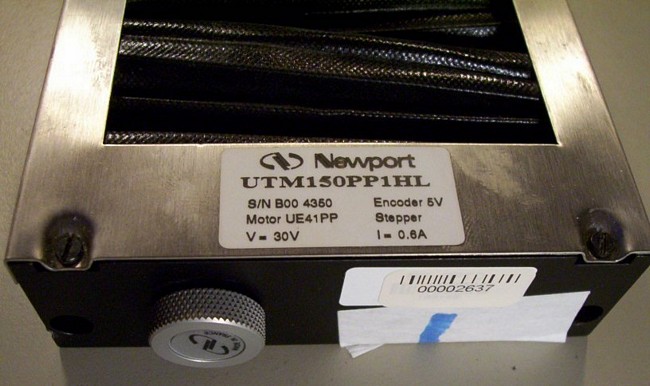 Newport
UTM150PP1HL
S/N B00 4350 Encoder 5V
Motor UE41PP Stepper
V = 30V I = 0.6A
00002637